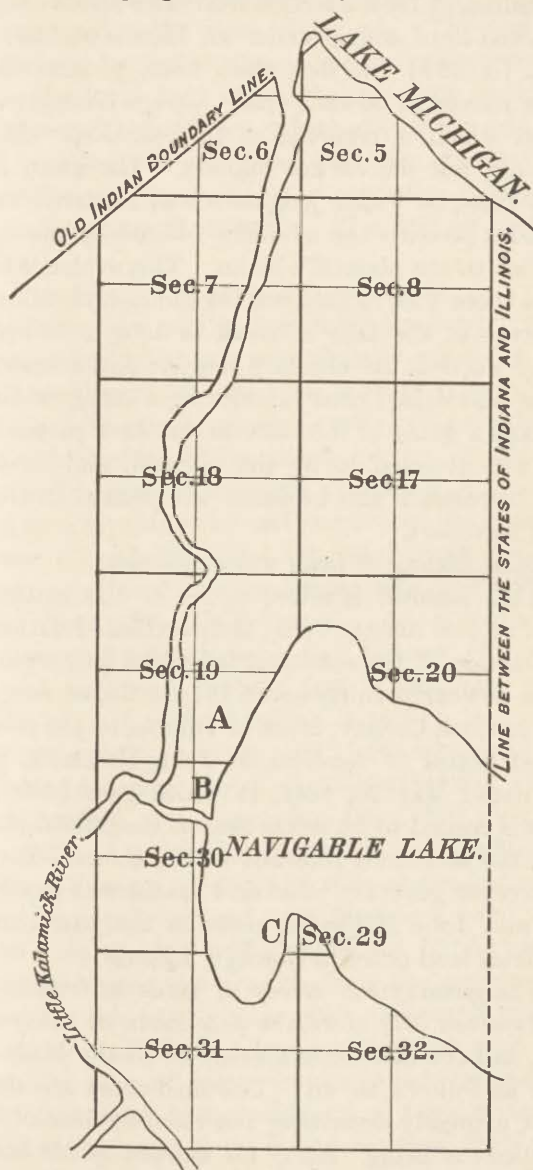 LAKE MICHIGAN.
OLD INDIAN BOUNDARY LINE.
Sec.6
Sec.5
Sec.7
Sec.8
LINE BETWEEN THE STATES OF INDIANA AND ILLINOIS.
Sec.18
Sec.17
Sec.19
Sec.20
A
B
NAVIGABLE LAKE.
Sec.30
Little Kalamick River.
C
Sec.29
Sec.31
Sec.32.